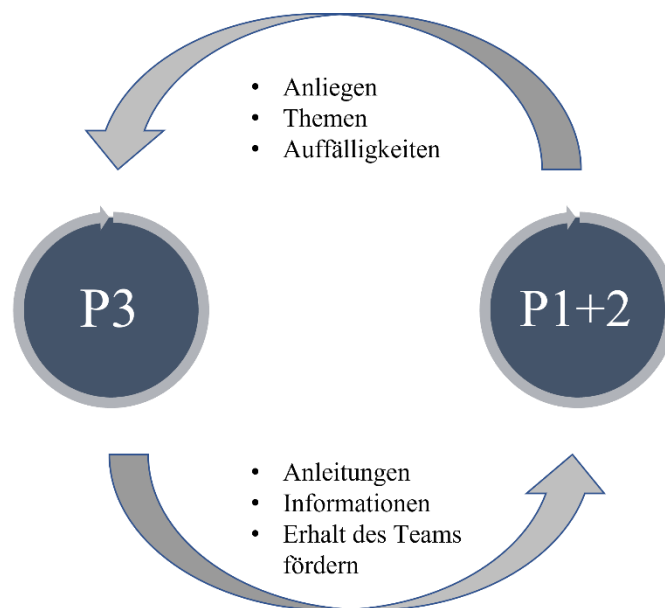 • Anliegen
• Themen
• Auffälligkeiten
P3
P1+2
• Anleitungen
• Informationen
• Erhalt des Teams
fördern